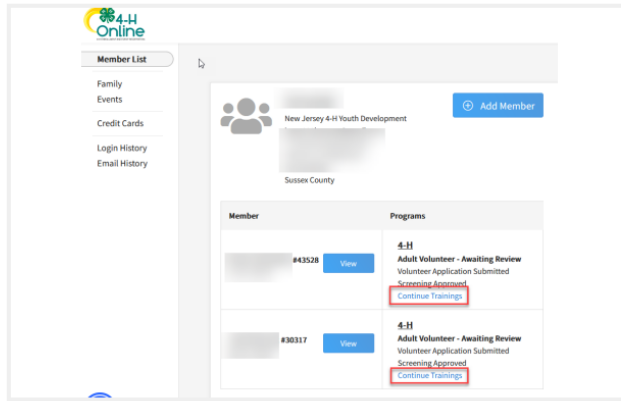 4-H
Online
Member List
Family
Events
Credit Cards
Login History
Email History
Add Member
New Jersey 4-H Youth Development
Sussex County
Member
Programs
#43528
View
4-H
Adult Volunteer - Awaiting Review
Volunteer Application Submitted
Screening Approved
Continue Trainings
#30317
View
4-H
Adult Volunteer - Awaiting Review
Volunteer Application Submitted
Screening Approved
Continue Trainings